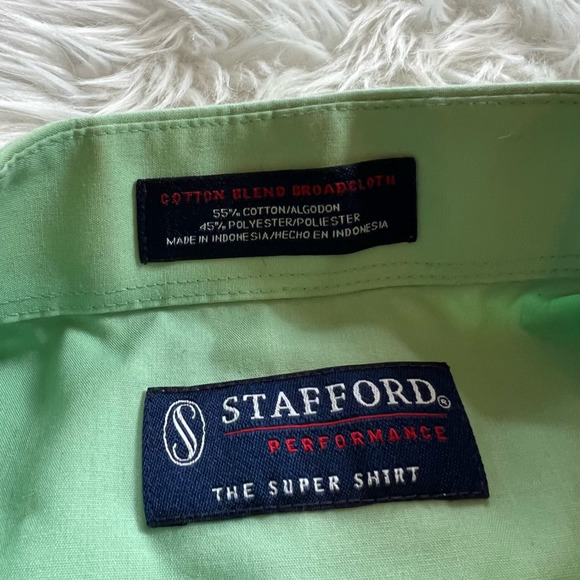 COTTON BLEND BROADCLOTH
55% COTTON/ALGODON
45% POLYESTER/POLIESTER
MADE IN INDONESIA/HECHO EN INDONESIA
S STAFFORD®
PERFORMANCE
THE SUPER SHIRT